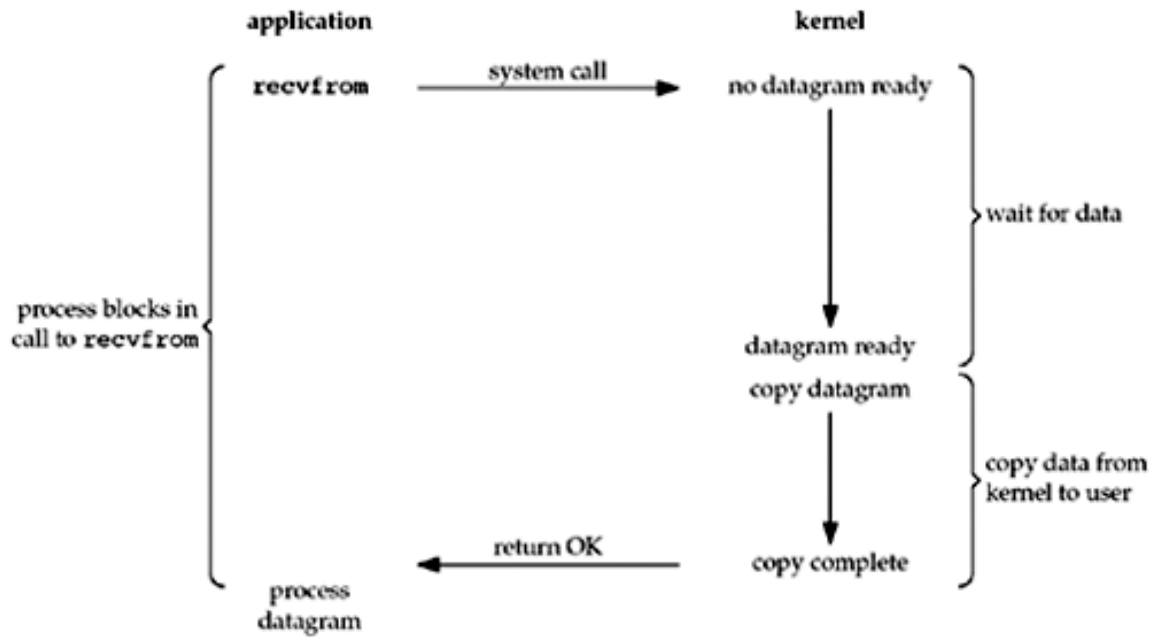 application
kernel
recvfrom
system call
no datagram ready
wait for data
process blocks in
call to recvfrom
datagram ready
copy datagram
copy data from
kernel to user
return OK
copy complete
process
datagram